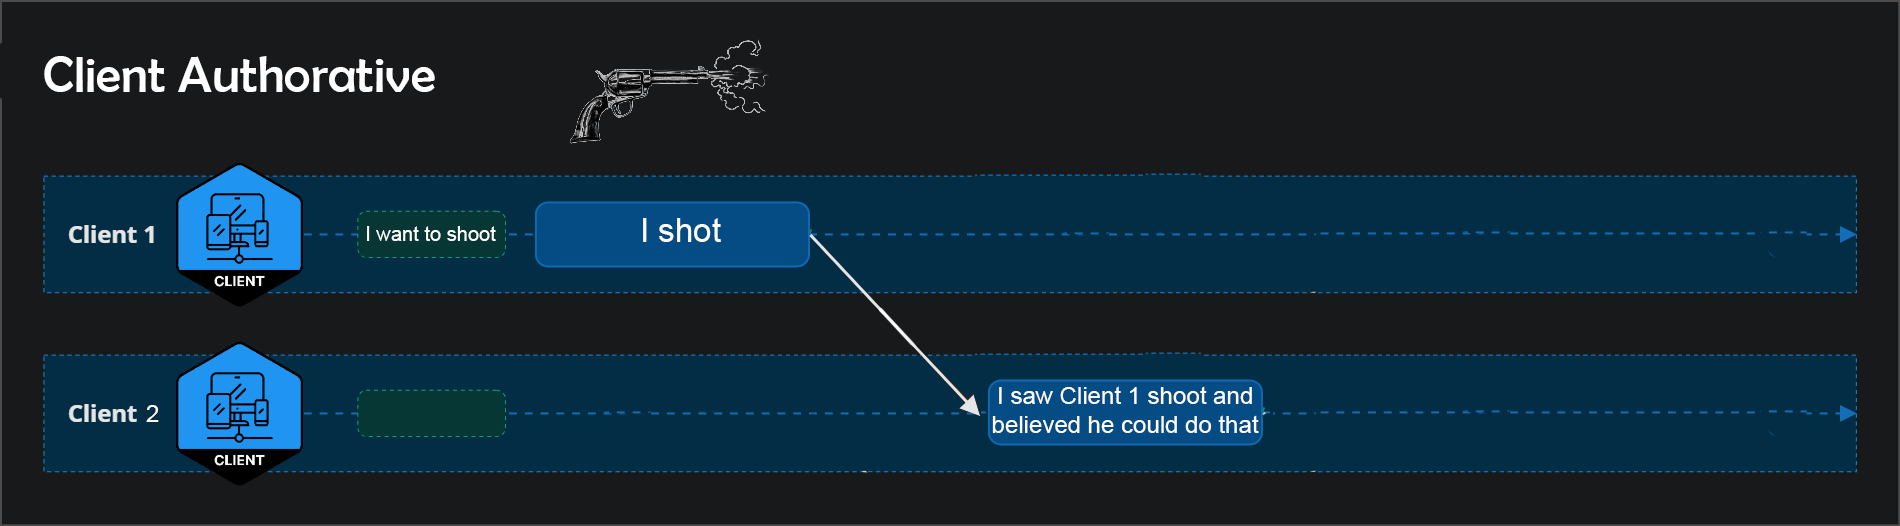 Client Authorative
Client 1
CLIENT
I want to shoot
I shot
Client 2
CLIENT
I saw Client 1 shoot and
believed he could do that